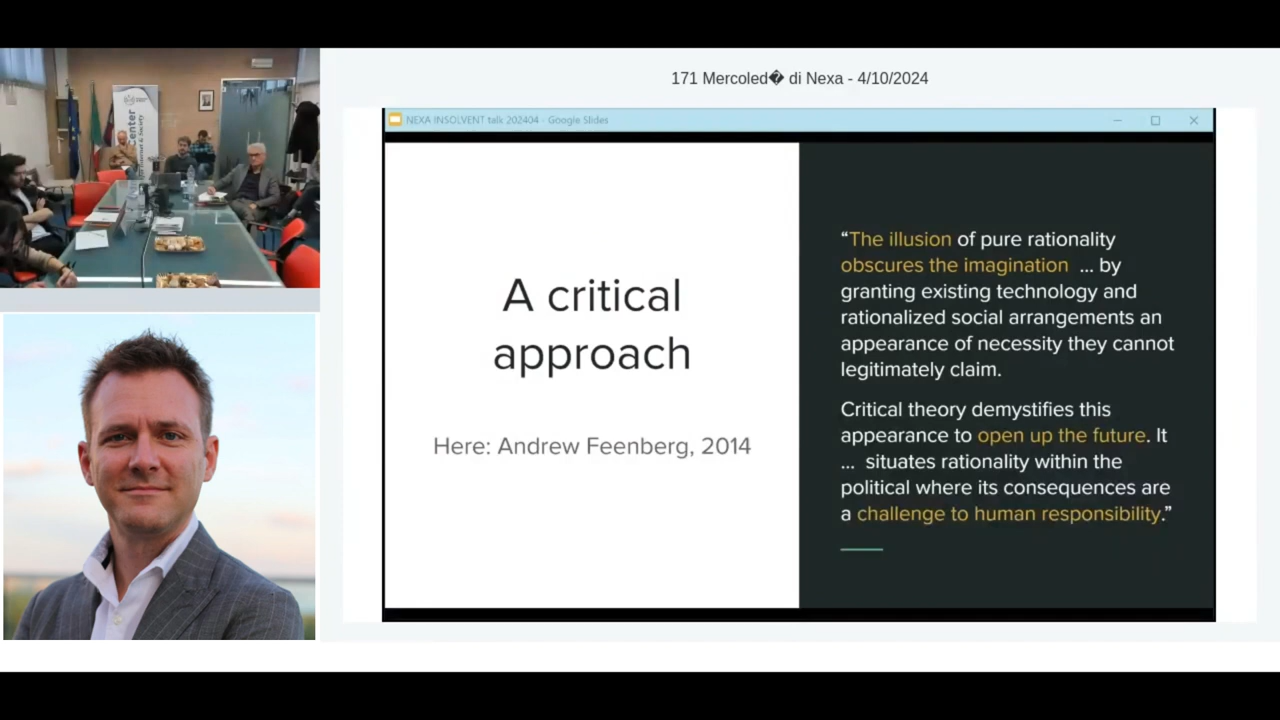 171 Mercoled� di Nexa - 4/10/2024
NEXA INSOLVENT talk 202404 - Google Slides
A critical
approach
Here: Andrew Feenberg, 2014
“The illusion of pure rationality
obscures the imagination ... by
granting existing technology and
rationalized social arrangements an
appearance of necessity they cannot
legitimately claim.
Critical theory demystifies this
appearance to open up the future. It
... situates rationality within the
political where its consequences are
a challenge to human responsibility.”
Center
Internet & Society